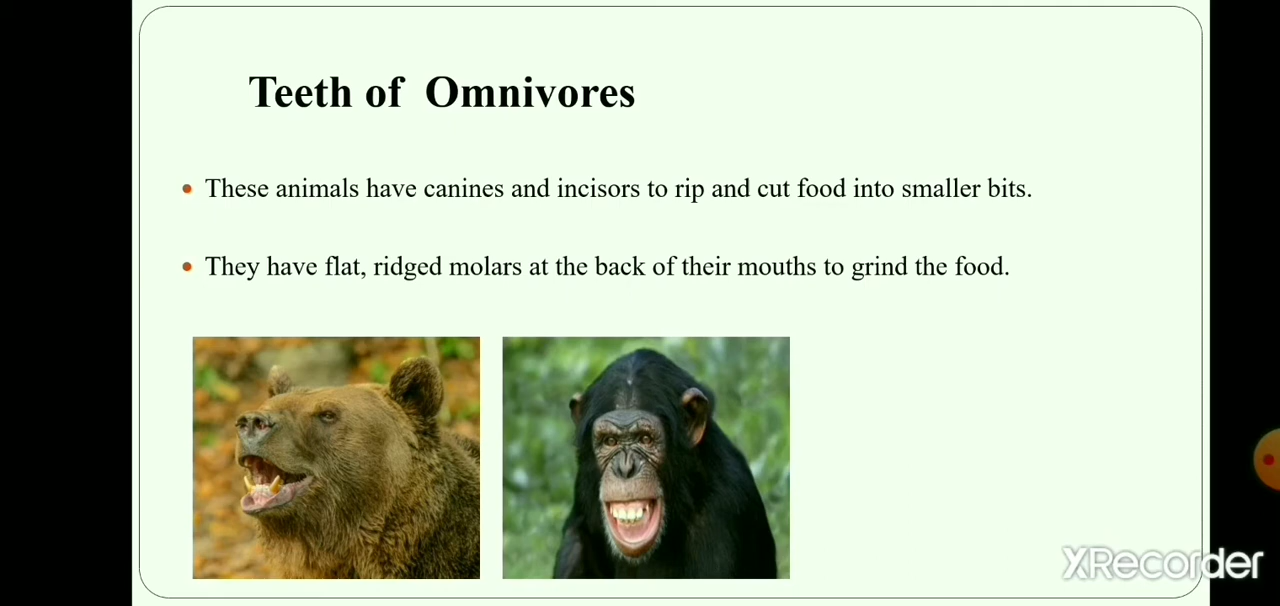 Teeth of Omnivores
• These animals have canines and incisors to rip and cut food into smaller bits.
• They have flat, ridged molars at the back of their mouths to grind the food.
XRecorder